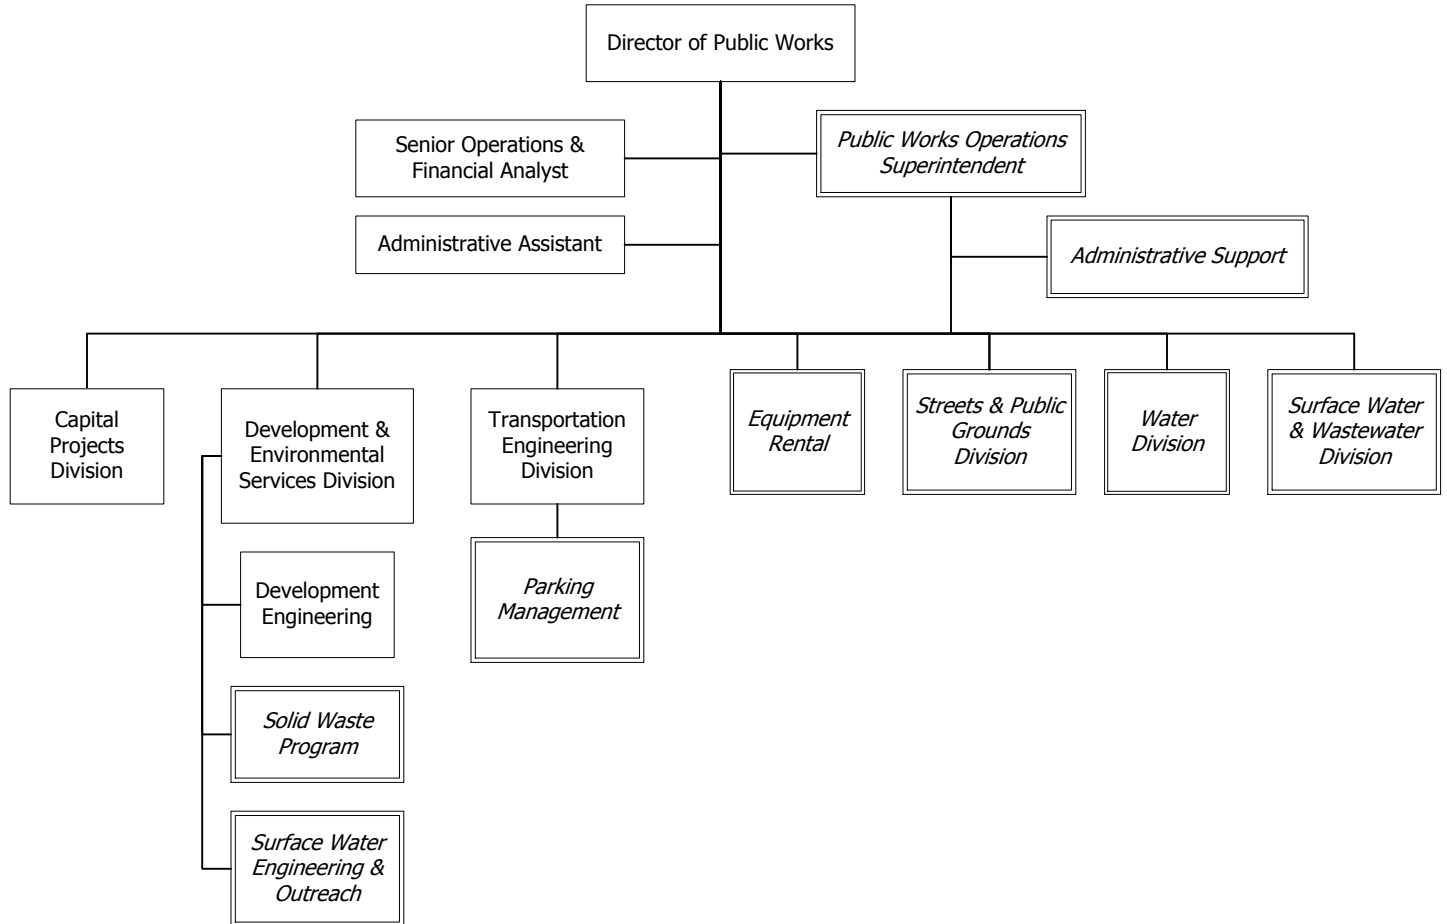 Director of Public Works
Senior Operations &
Financial Analyst
Public Works Operations
Superintendent
Administrative Assistant
Administrative Support
Capital
Projects
Division
Development &
Environmental
Services Division
Transportation
Engineering
Division
Equipment
Rental
Streets & Public
Grounds
Division
Water
Division
Surface Water
& Wastewater
Division
Development
Engineering
Parking
Management
Solid Waste
Program
Surface Water
Engineering &
Outreach